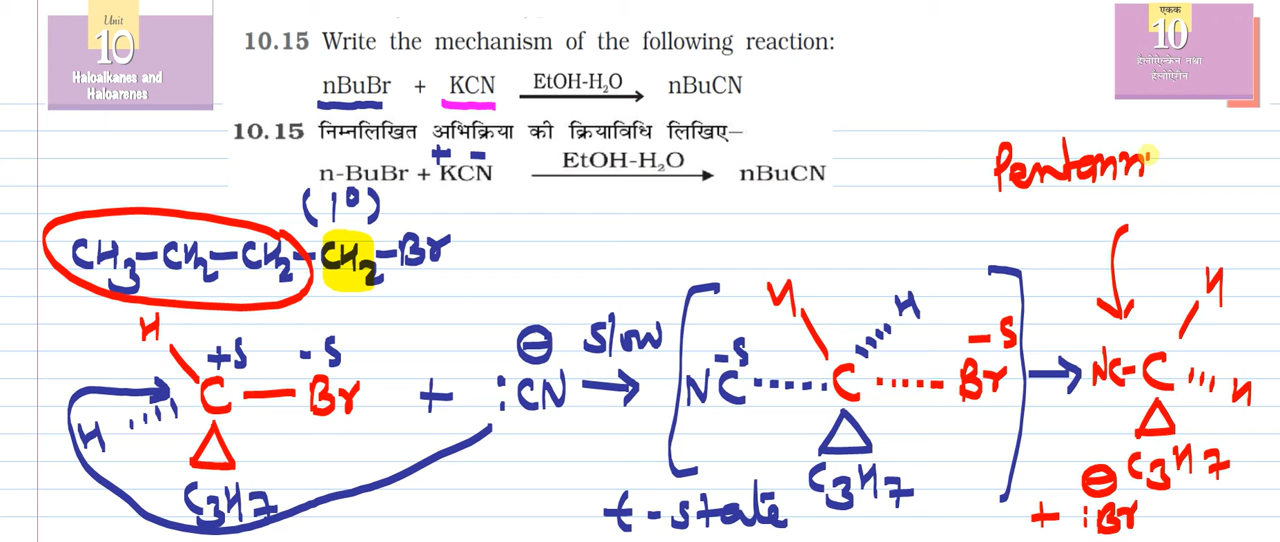 Unit
10
Haloalkanes and
Haloarenes
एकक
10
हैलोऐल्केन तथा
हैलोऐरीन
10.15 Write the mechanism of the following reaction:
nBuBr + KCN EtOH-H₂O → nBuCN
10.15 निम्नलिखित अभिक्रिया की क्रियाविधि लिखिए–
+ -
n-BuBr + KCN EtOH-H₂O → nBuCN
Pentanni
(1°)
CH₃-CH₂-CH₂-CH₂-Br
H
+S -S
C - Br
H
C₃H₇
+
⊖
:CN
Slow →
[
H H
-S -S
NC ..... C ..... Br
C₃H₇
]
t-state
→
H
NC-C H
C₃H₇
+ ⊖
:Br